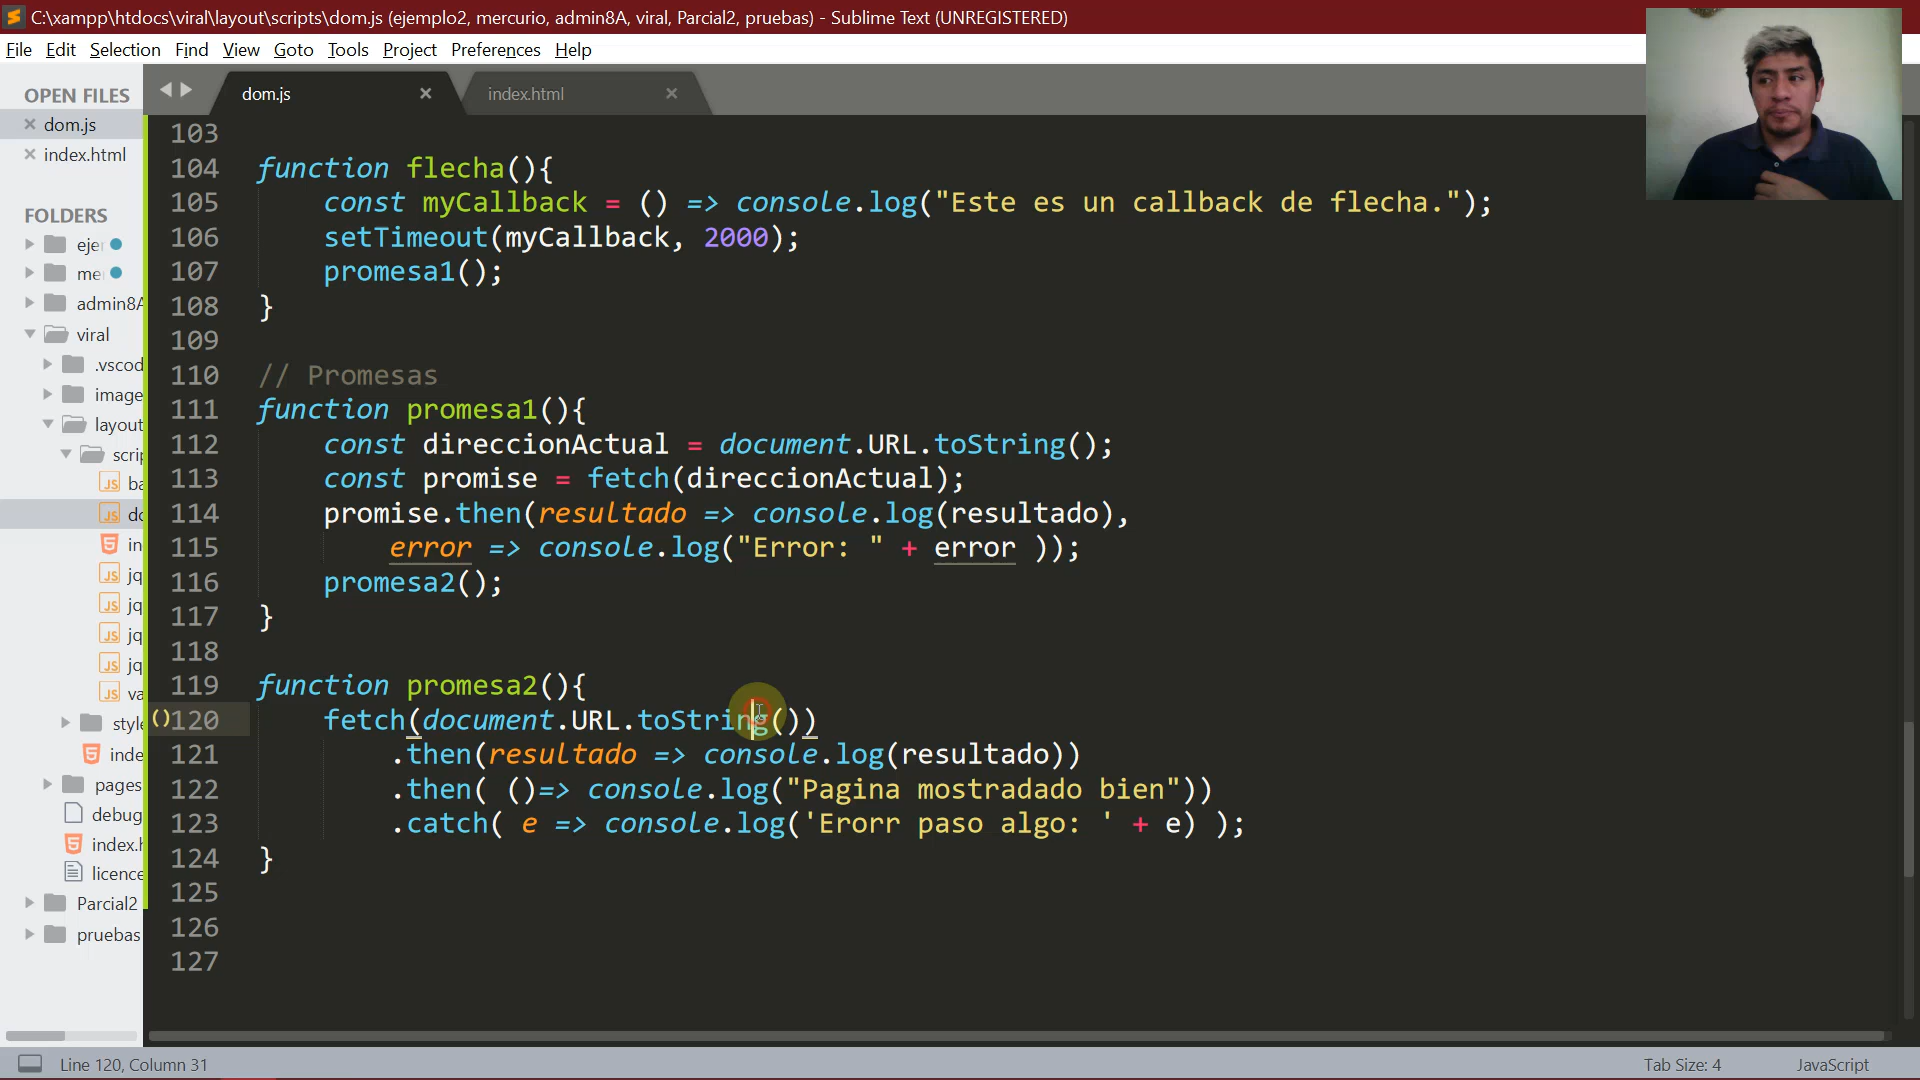 C:\xampp\htdocs\viral\layout\scripts\dom.js (ejemplo2, mercurio, admin8A, viral, Parcial2, pruebas) - Sublime Text (UNREGISTERED)
File Edit Selection Find View Goto Tools Project Preferences Help
OPEN FILES
dom.js
index.html
FOLDERS
eje
me
admin8A
viral
.vscod
image
layout
scrip
ba
do
in
jq
jq
jq
jq
va
style
inde
pages
debug
index.h
licence
Parcial2
pruebas
dom.js
index.html
103
104 function flecha(){
105 const myCallback = () => console.log("Este es un callback de flecha.");
106 setTimeout(myCallback, 2000);
107 promesa1();
108 }
109
110 // Promesas
111 function promesa1(){
112 const direccionActual = document.URL.toString();
113 const promise = fetch(direccionActual);
114 promise.then(resultado => console.log(resultado),
115 error => console.log("Error: " + error ));
116 promesa2();
117 }
118
119 function promesa2(){
120 fetch(document.URL.toString())
121 .then(resultado => console.log(resultado))
122 .then( ()=> console.log("Pagina mostradado bien"))
123 .catch( e => console.log('Erorr paso algo: ' + e) );
124 }
125
126
127
Line 120, Column 31
Tab Size: 4
JavaScript